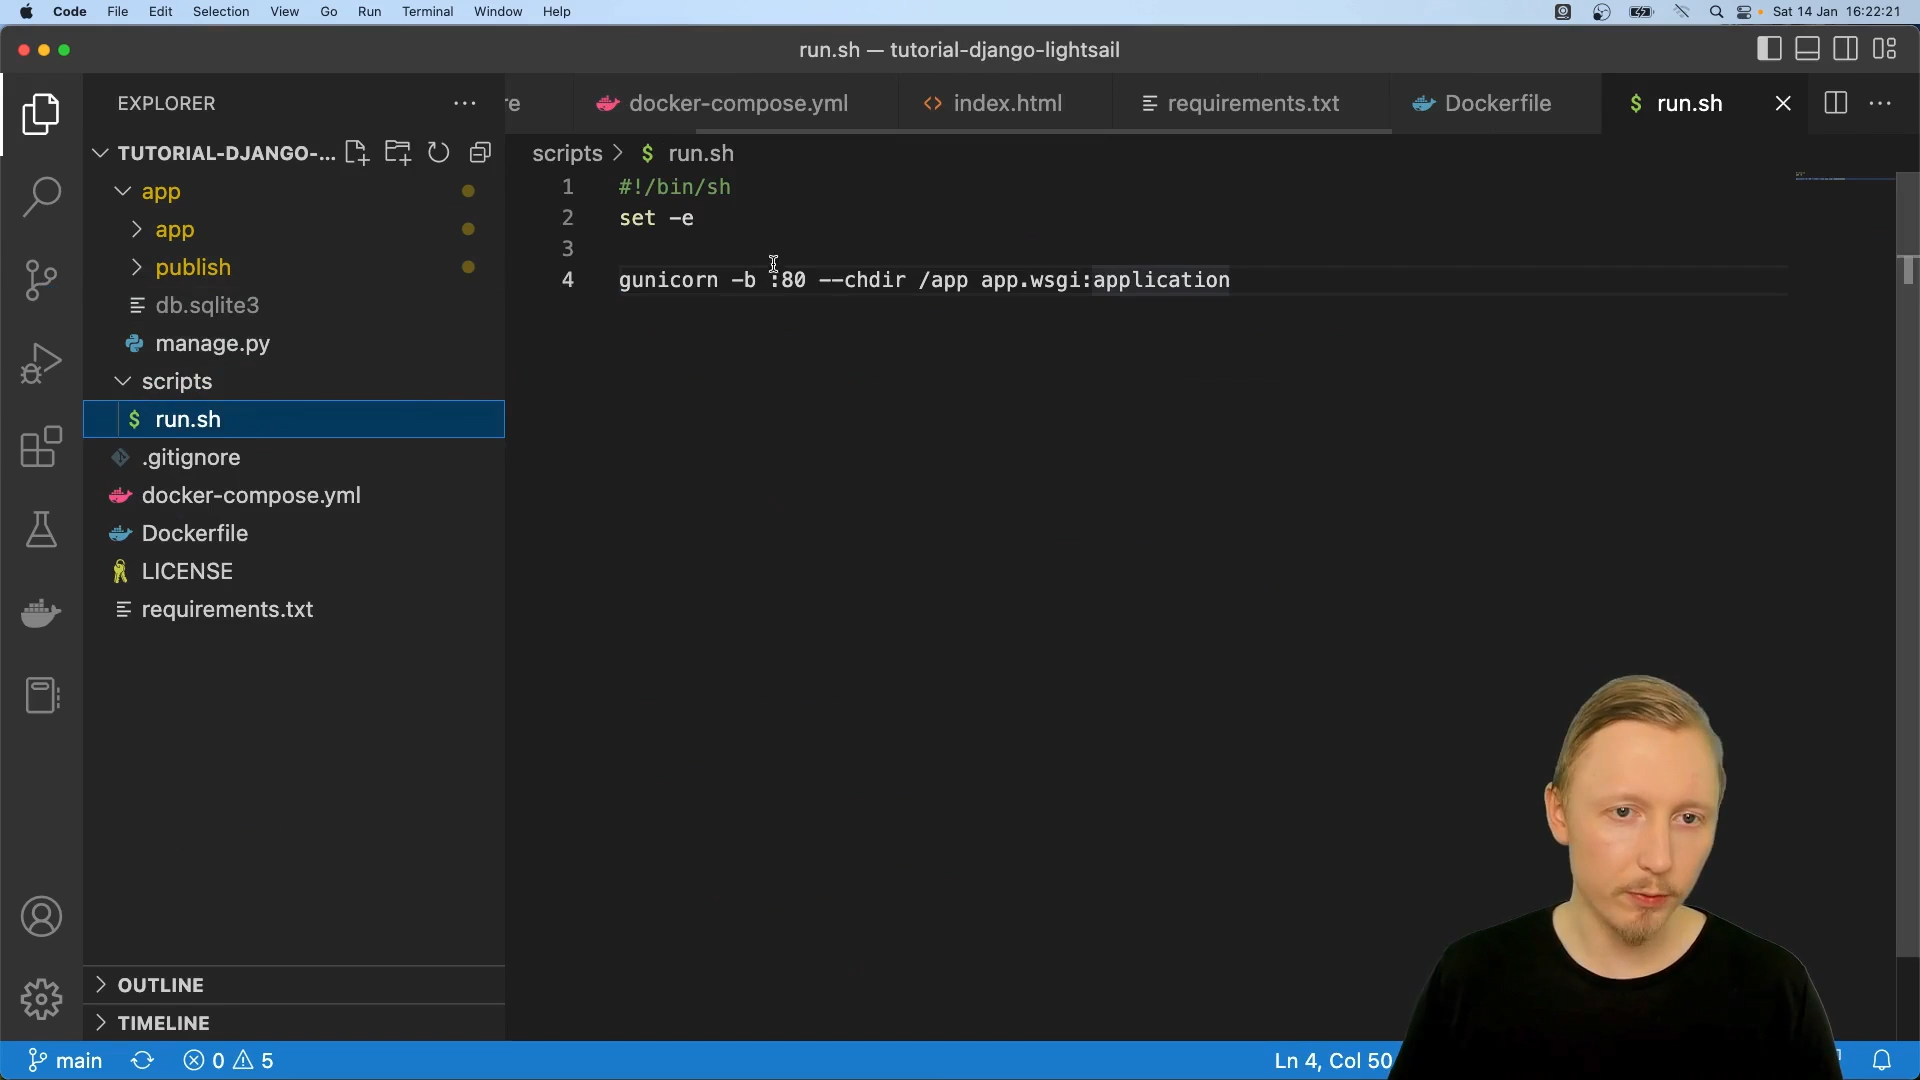 Code File Edit Selection View Go Run Terminal Window Help Sat 14 Jan 16:22:21
run.sh — tutorial-django-lightsail
EXPLORER
re docker-compose.yml index.html requirements.txt Dockerfile run.sh
TUTORIAL-DJANGO-...
scripts > run.sh
app
app
publish
db.sqlite3
manage.py
scripts
run.sh
.gitignore
docker-compose.yml
Dockerfile
LICENSE
requirements.txt
1 #!/bin/sh
2 set -e
3
4 gunicorn -b :80 --chdir /app app.wsgi:application
OUTLINE
TIMELINE
main 0 5 Ln 4, Col 50